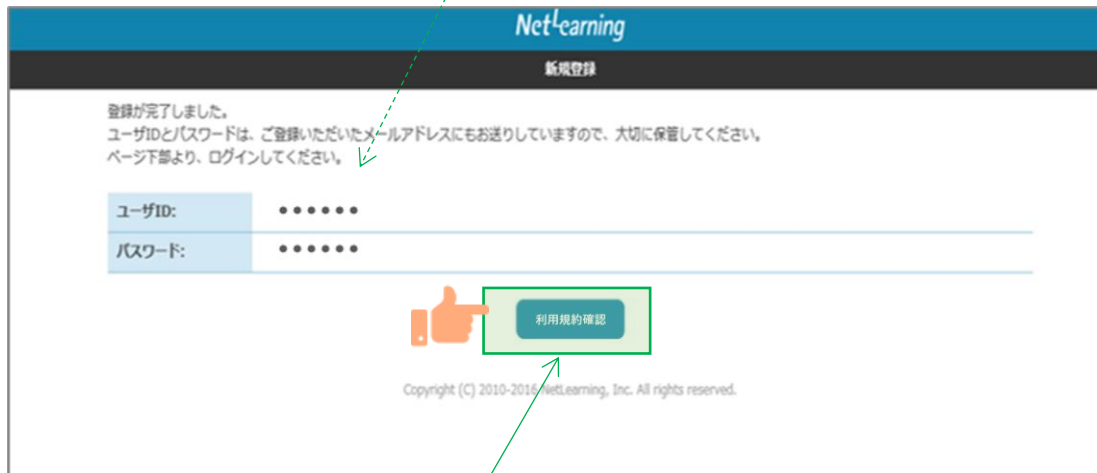 NetLearning
新規登録
登録が完了しました。
ユーザIDとパスワードは、ご登録いただいたメールアドレスにもお送りしていますので、大切に保管してください。
ページ下部より、ログインしてください。
ユーザID: ••••••
パスワード: ••••••
利用規約確認
Copyright (C) 2010-2016 NetLearning, Inc. All rights reserved.